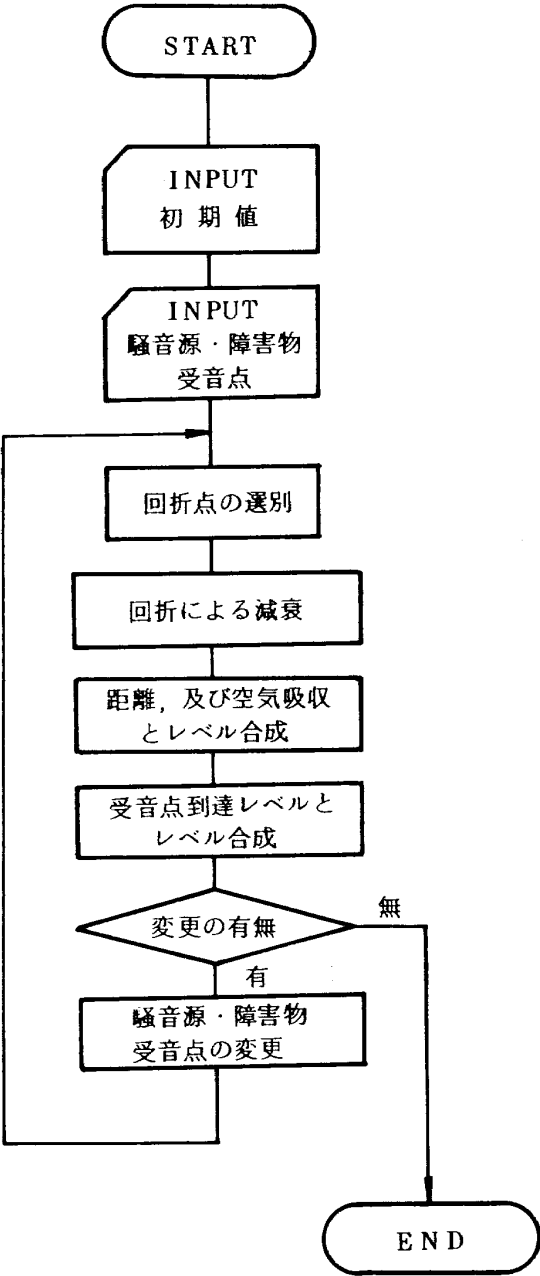 START
INPUT
初期値
INPUT
騒音源・障害物
受音点
回折点の選別
回折による減衰
距離,及び空気吸収
とレベル合成
受音点到達レベルと
レベル合成
変更の有無
無
有
騒音源・障害物
受音点の変更
END